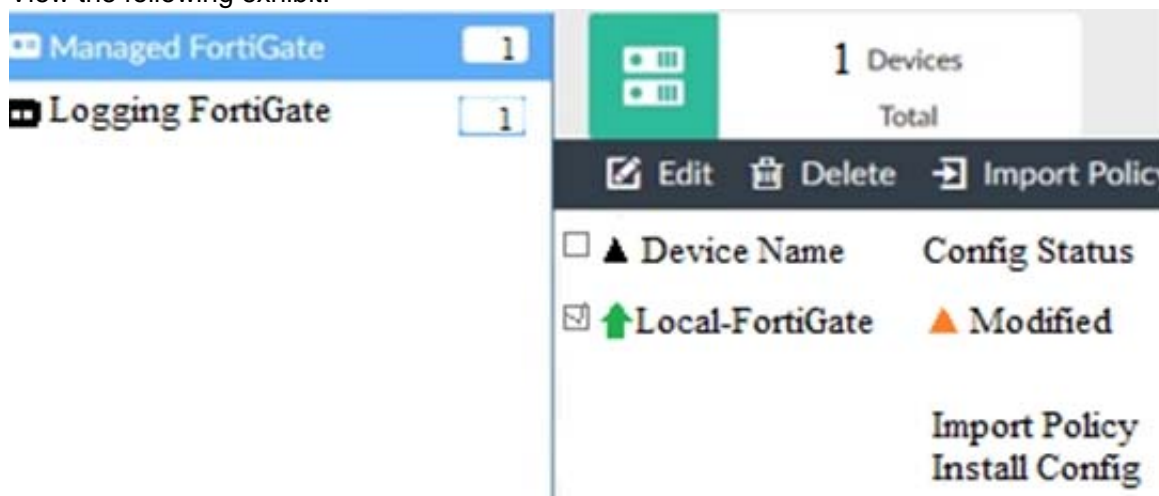 View the following exhibit:
Managed FortiGate 1
Logging FortiGate 1
1 Devices
Total
Edit Delete Import Policy
Device Name Config Status
Local-FortiGate Modified
Import Policy
Install Config